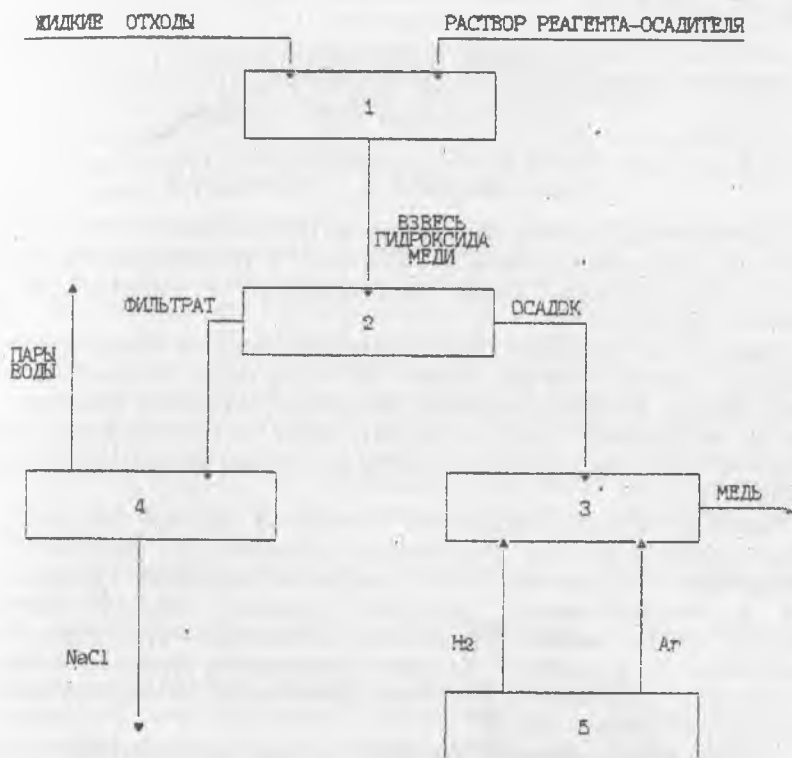 ЖИДКИЕ ОТХОДЫ
РАСТВОР РЕАГЕНТА-ОСАДИТЕЛЯ
1
ВЗВЕСЬ
ГИДРОКСИДА
МЕДИ
ФИЛЬТРАТ
2
ОСАДОК
ПАРЫ
ВОДЫ
4
3
МЕДЬ
NaCl
H2
Ar
5